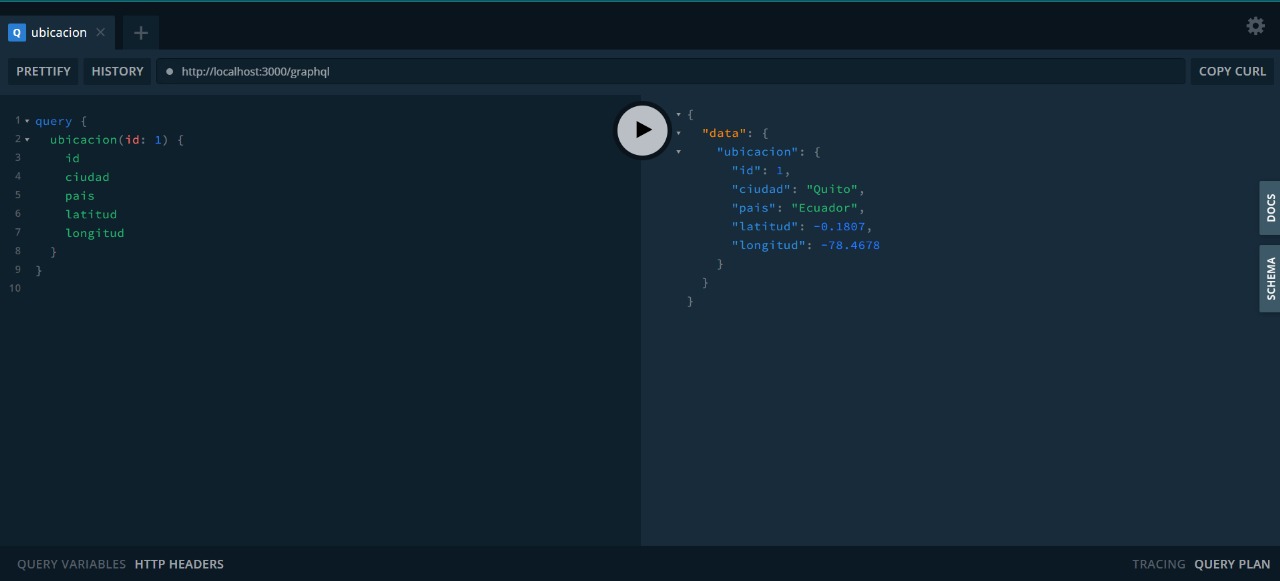 Q ubicacion
PRETTIFY HISTORY http://localhost:3000/graphql COPY CURL
1 query {
2 ubicacion(id: 1) {
3 id
4 ciudad
5 pais
6 latitud
7 longitud
8 }
9 }
10
{
"data": {
"ubicacion": {
"id": 1,
"ciudad": "Quito",
"pais": "Ecuador",
"latitud": -0.1807,
"longitud": -78.4678
}
}
}
DOCS
SCHEMA
QUERY VARIABLES HTTP HEADERS TRACING QUERY PLAN